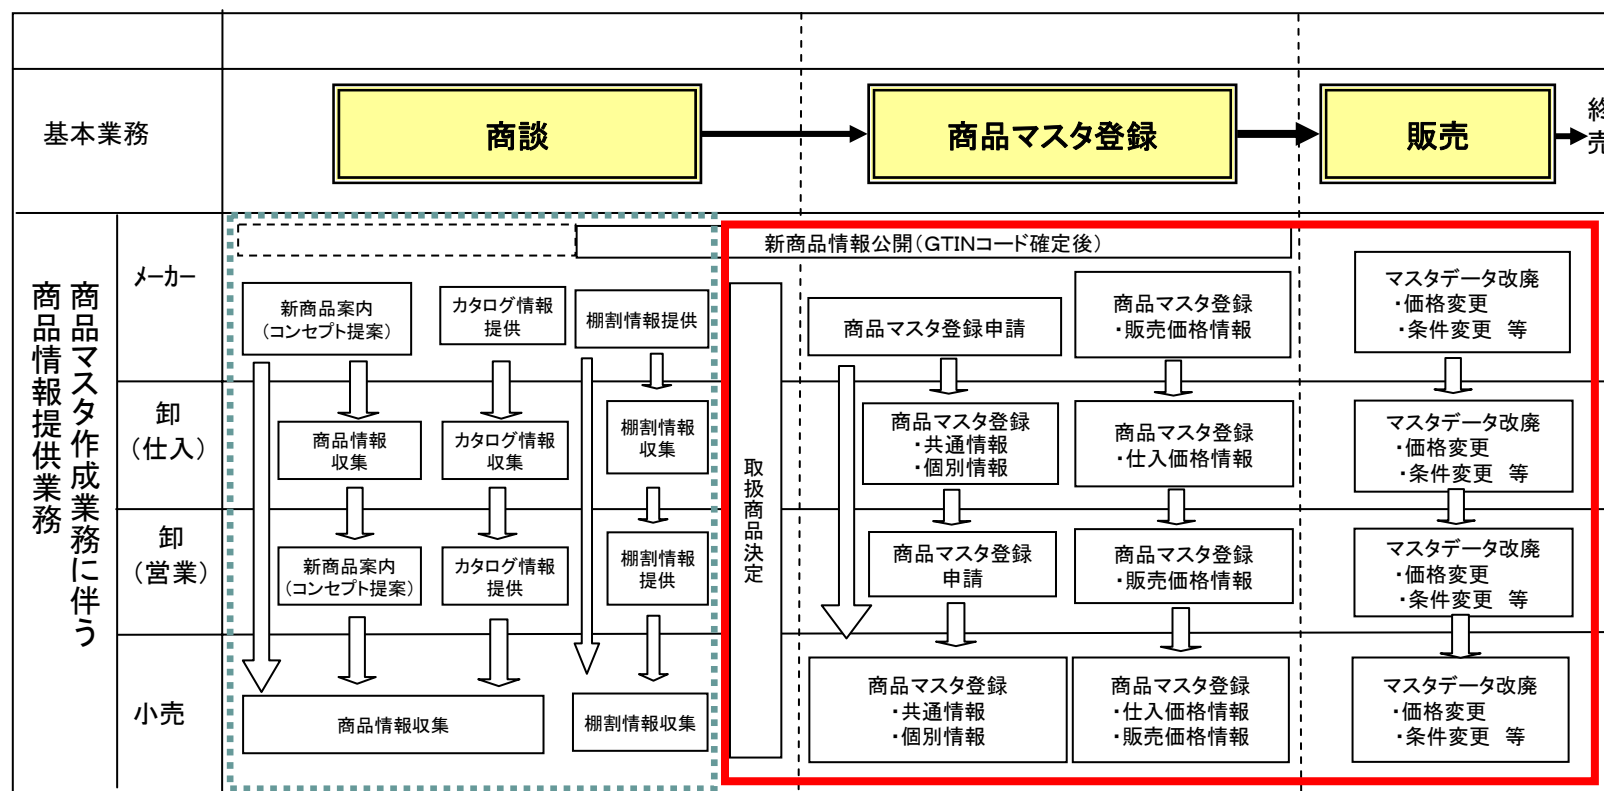 基本業務
商談
商品マスタ登録
販売
終
売
商品マスタ作成業務に伴う
商品情報提供業務
メーカー
新商品情報公開（GTINコード確定後）
新商品案内
（コンセプト提案）
カタログ情報
提供
棚割情報提供
商品マスタ登録申請
商品マスタ登録
・販売価格情報
マスタデータ改廃
・価格変更
・条件変更 等
取扱商品決定
卸
（仕入）
商品情報
収集
カタログ情報
収集
棚割情報
収集
商品マスタ登録
・共通情報
・個別情報
商品マスタ登録
・仕入価格情報
マスタデータ改廃
・価格変更
・条件変更 等
卸
（営業）
新商品案内
（コンセプト提案）
カタログ情報
提供
棚割情報
提供
商品マスタ登録
申請
商品マスタ登録
・販売価格情報
マスタデータ改廃
・価格変更
・条件変更 等
小売
商品情報収集
棚割情報収集
商品マスタ登録
・共通情報
・個別情報
商品マスタ登録
・仕入価格情報
・販売価格情報
マスタデータ改廃
・価格変更
・条件変更 等